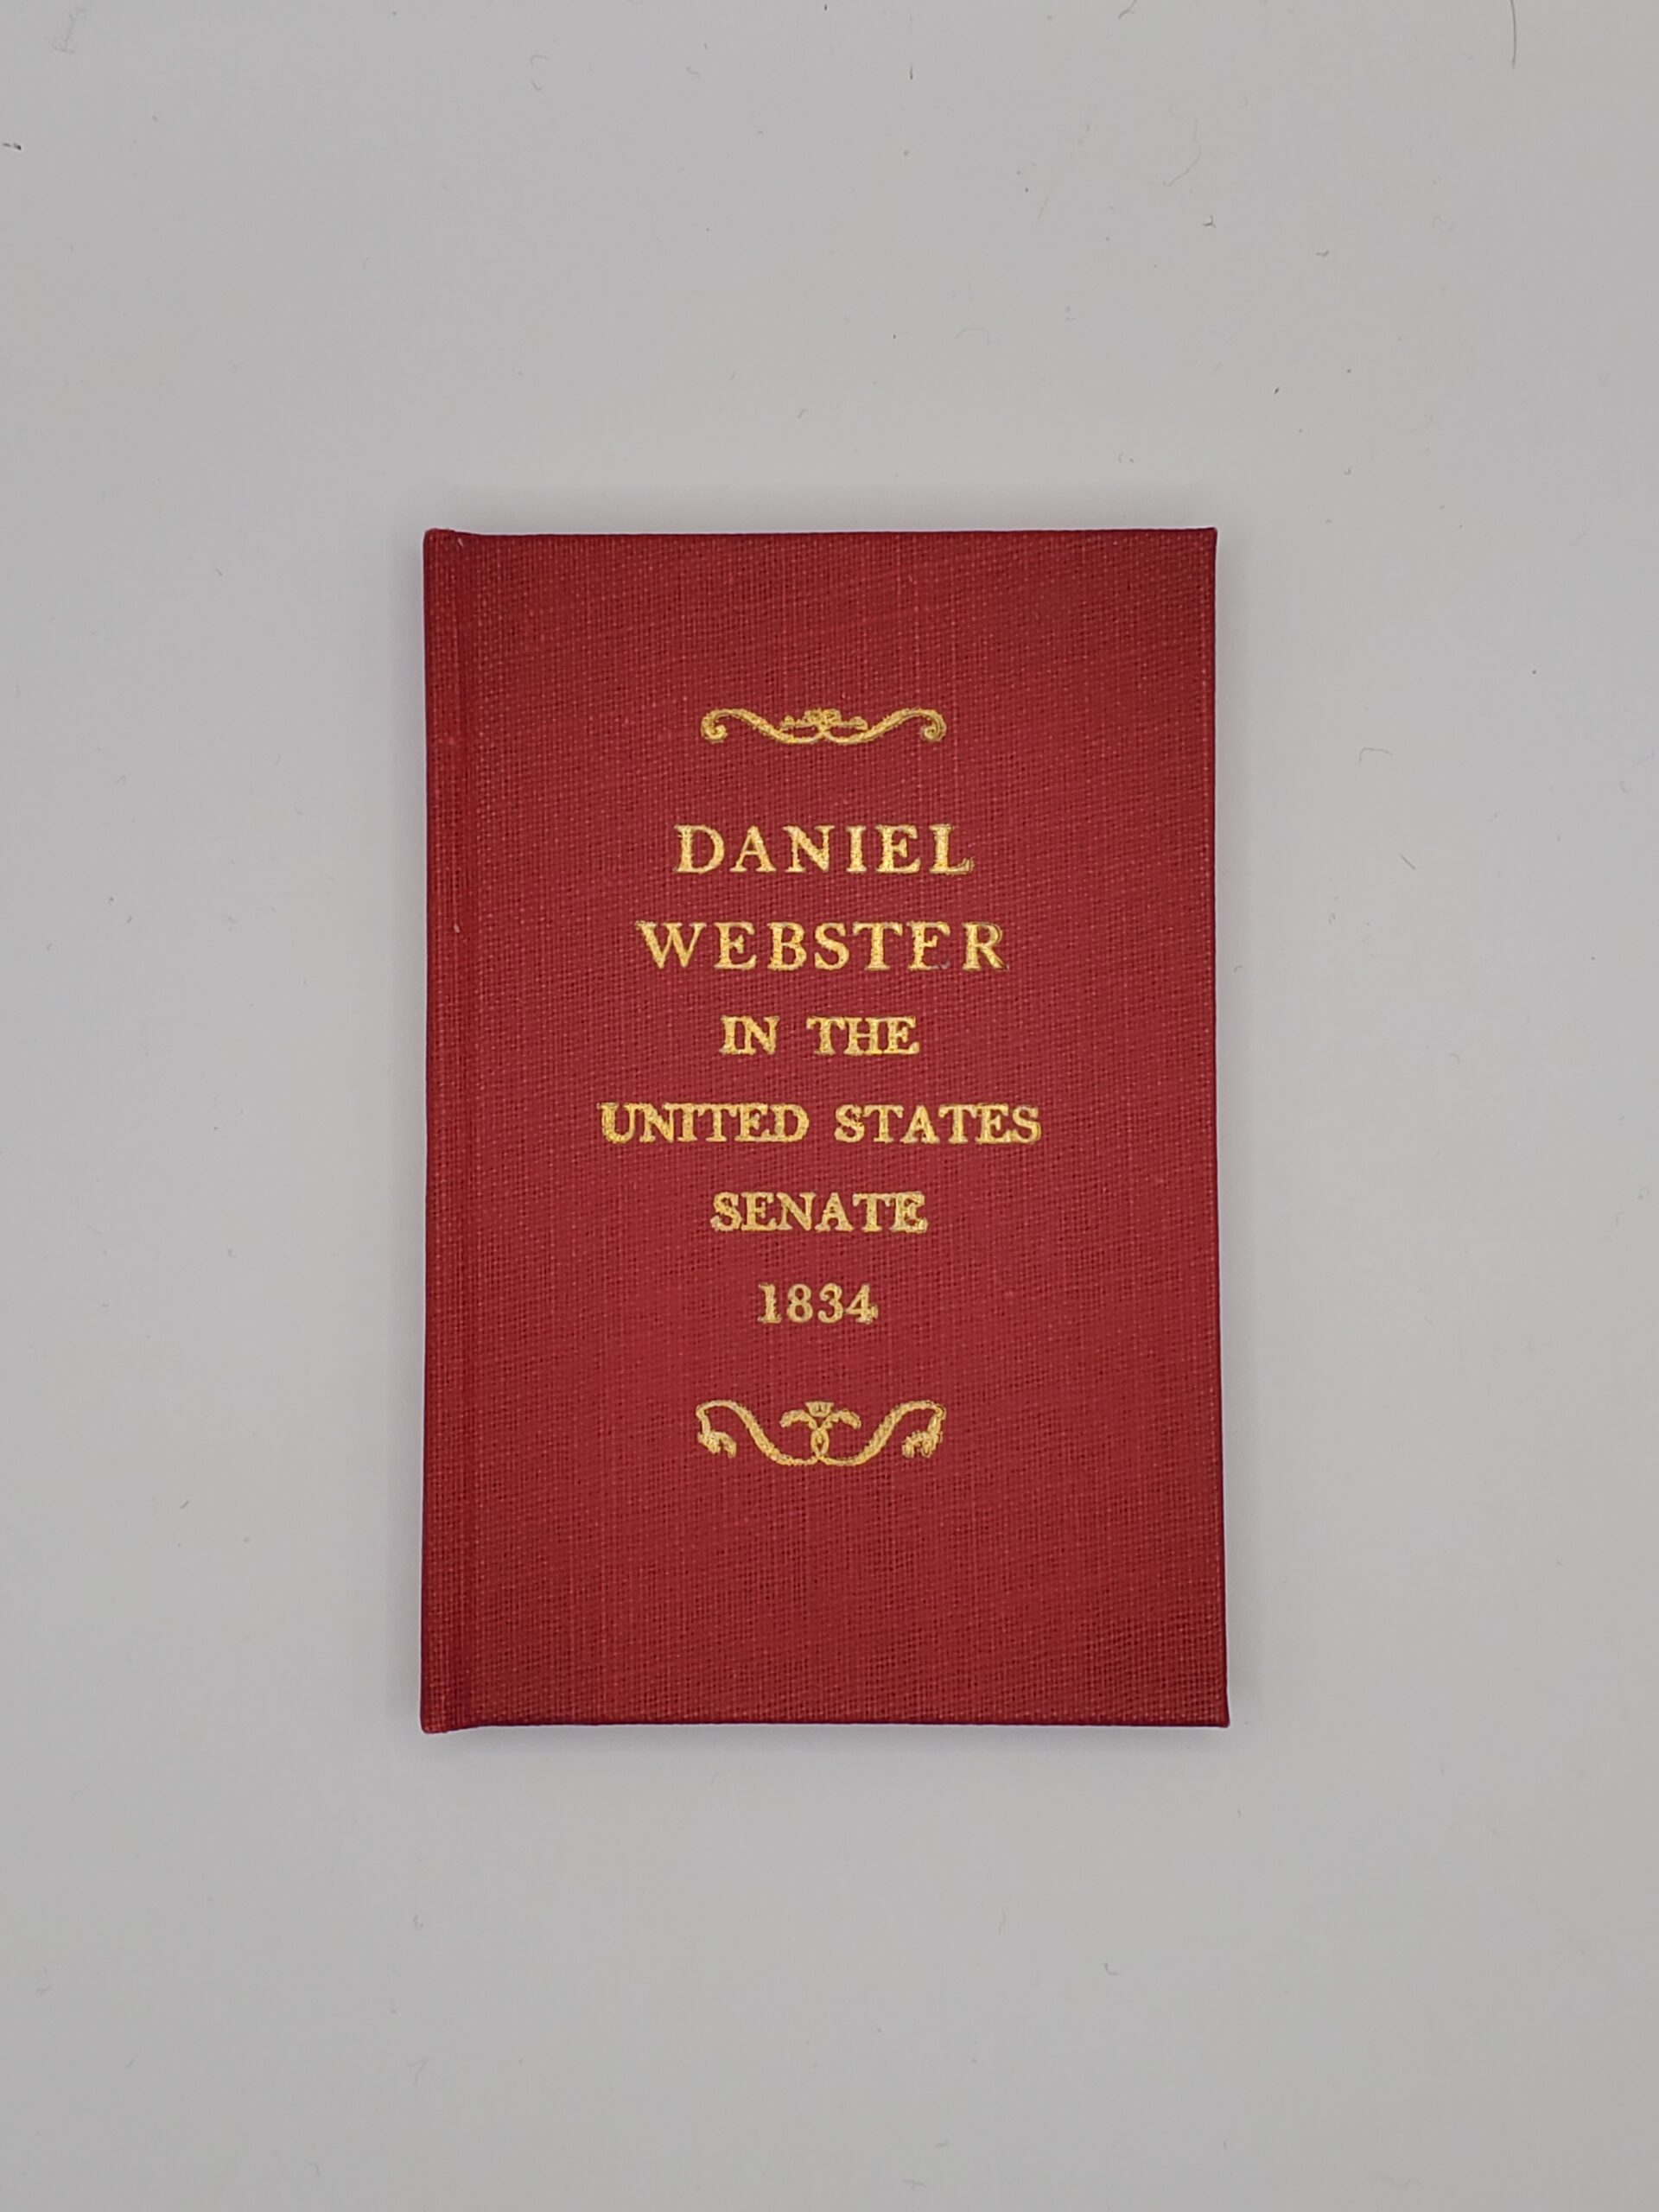 DANIEL
WEBSTER
IN THE
UNITED STATES
SENATE
1834